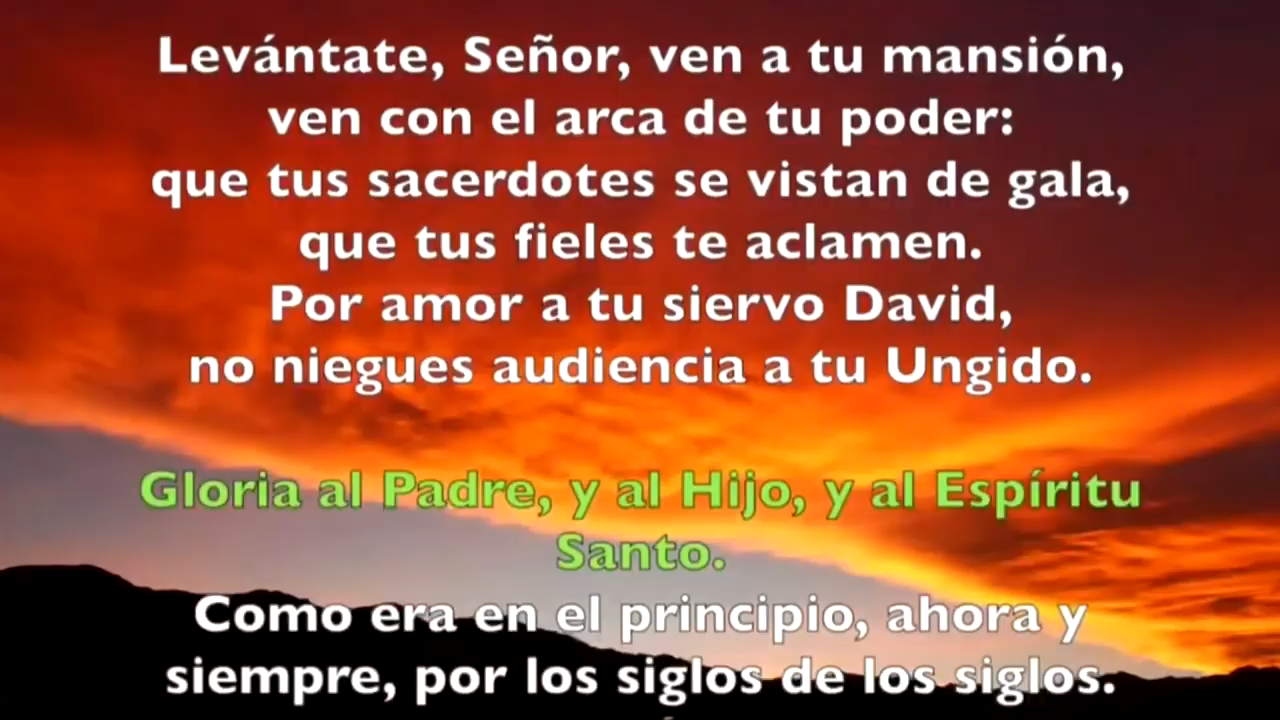 Levántate, Señor, ven a tu mansión,
ven con el arca de tu poder:
que tus sacerdotes se vistan de gala,
que tus fieles te aclamen.
Por amor a tu siervo David,
no niegues audiencia a tu Ungido.
Gloria al Padre, y al Hijo, y al Espíritu
Santo.
Como era en el principio, ahora y
siempre, por los siglos de los siglos.